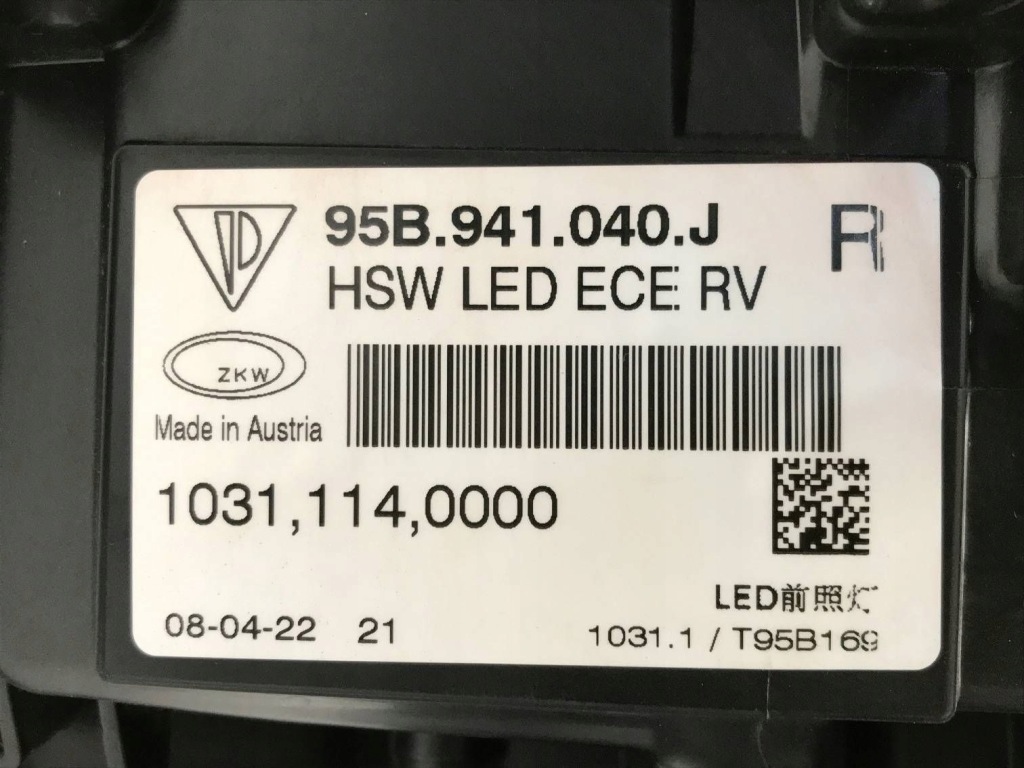 95B.941.040.J R
HSW LED ECE RV
ZKW
Made in Austria
1031,114,0000
LED前照灯
08-04-22 21
1031.1 / T95B169